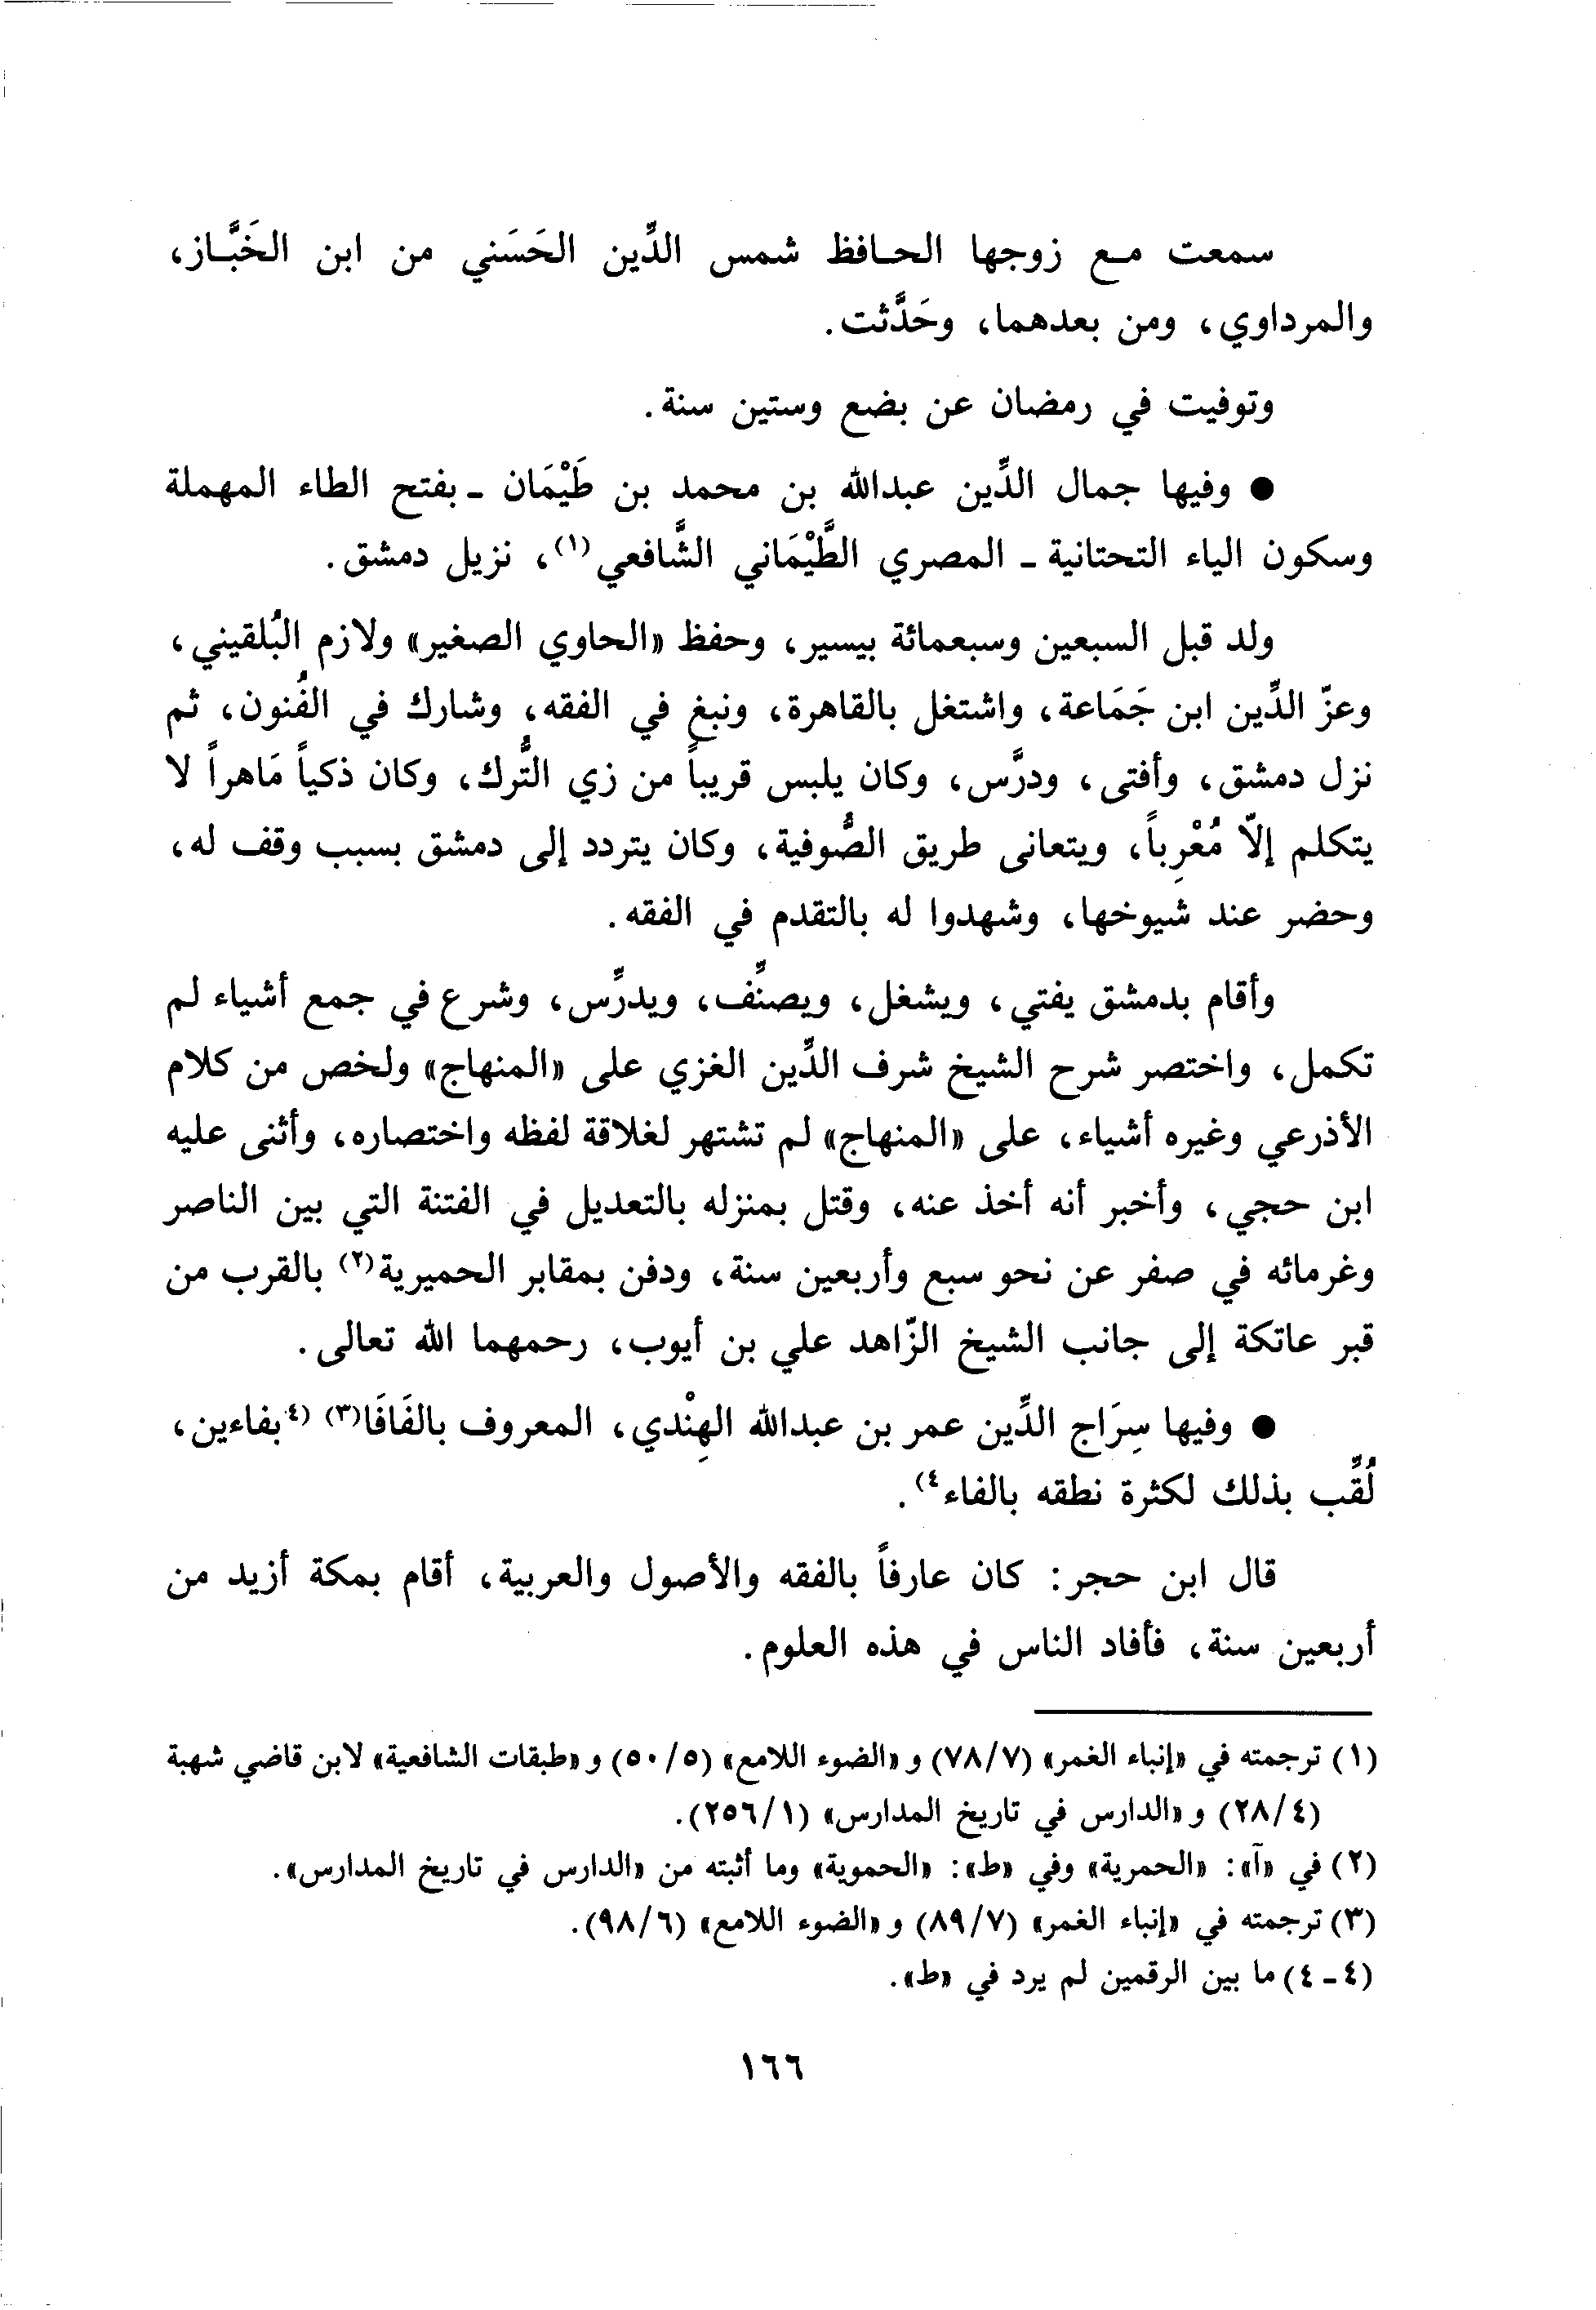 سمعت مع زوجها الحافظ شمس الدِّين الحَسَني من ابن الخَبَّاز،
والمرداوي، ومن بعدهما، وحَدَّثت.
وتوفيت في رمضان عن بضع وستين سنة.
● وفيها جمال الدِّين عبدالله بن محمد بن طَيْمَان ـ بفتح الطاء المهملة
وسكون الياء التحتانية ـ المصري الطَّيْمَاني الشَّافعي(١)، نزيل دمشق.
ولد قبل السبعين وسبعمائة بيسير، وحفظ «الحاوي الصغير» ولازم البُلقيني،
وعزّ الدِّين ابن جَمَاعة، واشتغل بالقاهرة، ونبغ في الفقه، وشارك في الفُنون، ثم
نزل دمشق، وأفتى، ودرَّس، وكان يلبس قريباً من زي التُّرك، وكان ذكياً مَاهراً لا
يتكلم إلّا مُعْرِباً، ويتعانى طريق الصُّوفية، وكان يتردد إلى دمشق بسبب وقف له،
وحضر عند شيوخها، وشهدوا له بالتقدم في الفقه.
وأقام بدمشق يفتي، ويشغل، ويصنِّف، ويدرِّس، وشرع في جمع أشياء لم
تكمل، واختصر شرح الشيخ شرف الدِّين الغزي على «المنهاج» ولخص من كلام
الأذرعي وغيره أشياء، على «المنهاج» لم تشتهر لغلاقة لفظه واختصاره، وأثنى عليه
ابن حجي، وأخبر أنه أخذ عنه، وقتل بمنزله بالتعديل في الفتنة التي بين الناصر
وغرمائه في صفر عن نحو سبع وأربعين سنة، ودفن بمقابر الحميرية(٢) بالقرب من
قبر عاتكة إلى جانب الشيخ الزّاهد علي بن أيوب، رحمهما الله تعالى.
● وفيها سِرَاج الدِّين عمر بن عبدالله الهِنْدي، المعروف بالفَافَا(٣) (٤بفاءين،
لُقِّب بذلك لكثرة نطقه بالفاء٤).
قال ابن حجر: كان عارفاً بالفقه والأصول والعربية، أقام بمكة أزيد من
أربعين سنة، فأفاد الناس في هذه العلوم.
(١) ترجمته في «إنباء الغمر» (٧٨/٧) و «الضوء اللامع» (٥٠/٥) و «طبقات الشافعية» لابن قاضي شهبة
(٢٨/٤) و «الدارس في تاريخ المدارس» (٢٥٦/١).
(٢) في «آ»: «الحمرية» وفي «ط»: «الحموية» وما أثبته من «الدارس في تاريخ المدارس».
(٣) ترجمته في «إنباء الغمر» (٨٩/٧) و «الضوء اللامع» (٩٨/٦).
(٤ ـ ٤) ما بين الرقمين لم يرد في «ط».
١٦٦